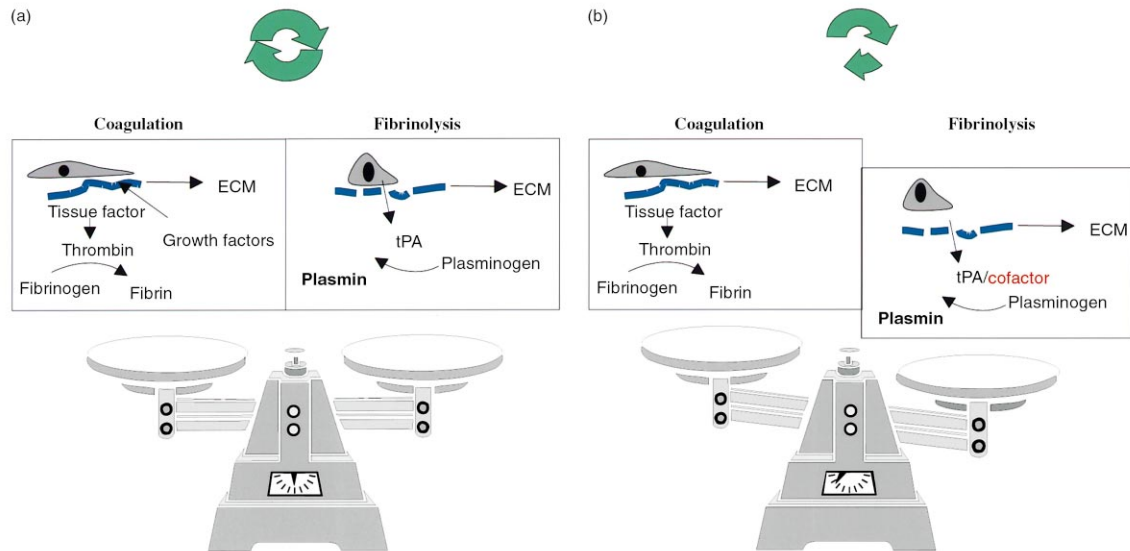 (a)
Coagulation
Fibrinolysis
ECM
Tissue factor
Thrombin
Growth factors
Fibrinogen
Fibrin
ECM
tPA
Plasminogen
Plasmin
(b)
Coagulation
Fibrinolysis
ECM
Tissue factor
Thrombin
Fibrinogen
Fibrin
ECM
tPA/cofactor
Plasminogen
Plasmin